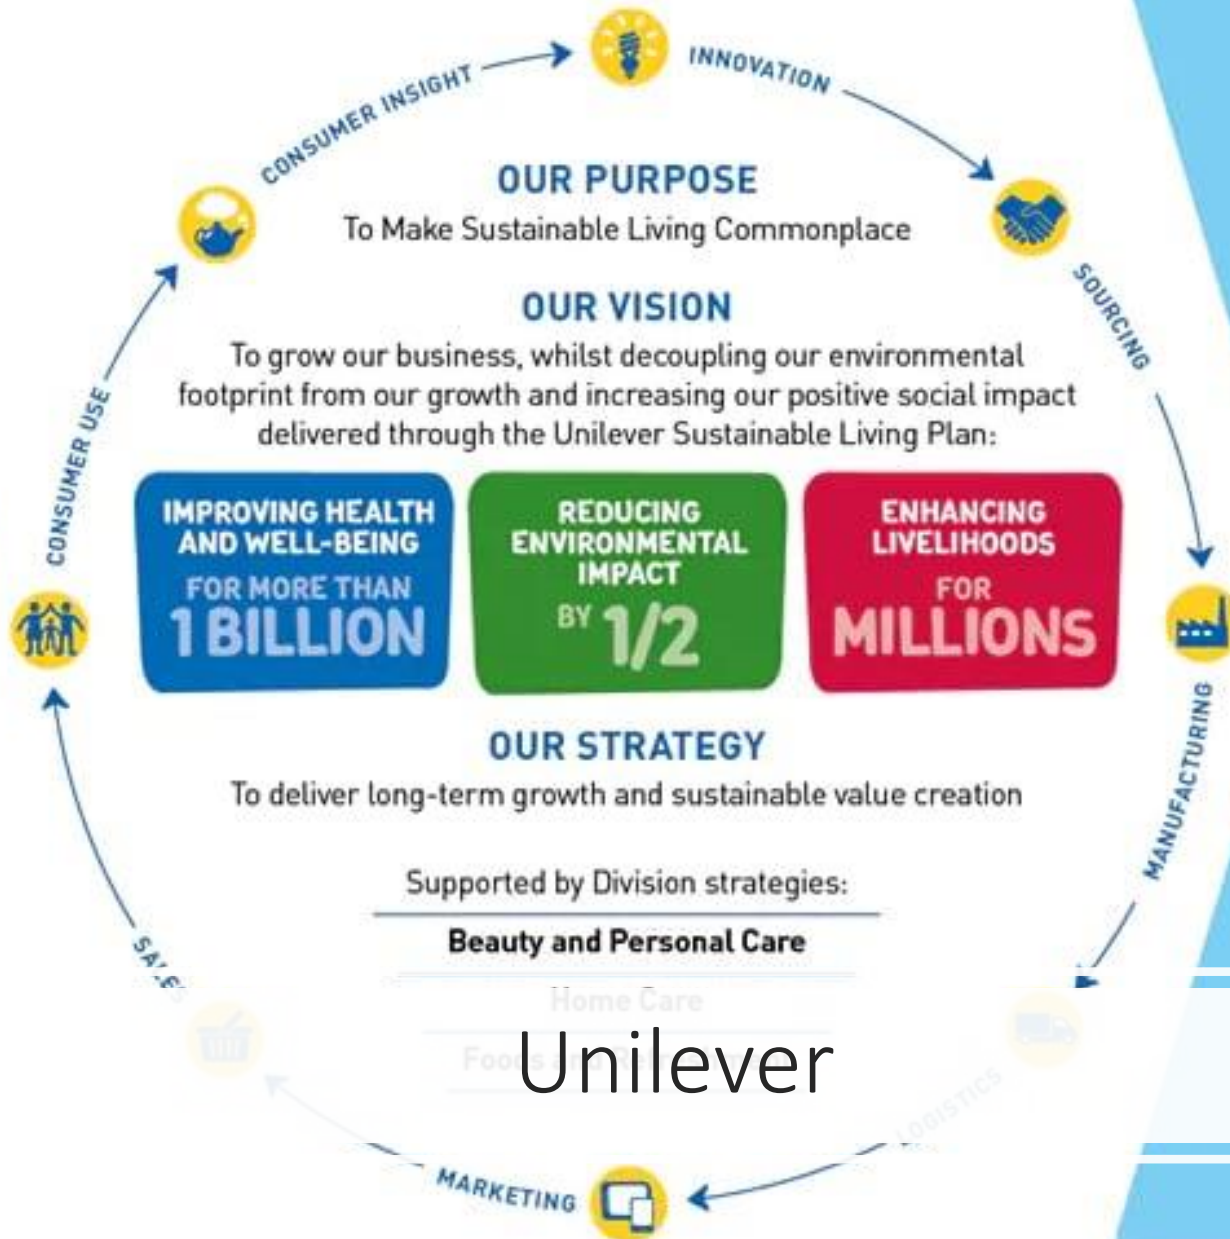 CONSUMER INSIGHT
INNOVATION
OUR PURPOSE
To Make Sustainable Living Commonplace
SOURCING
OUR VISION
To grow our business, whilst decoupling our environmental
footprint from our growth and increasing our positive social impact
delivered through the Unilever Sustainable Living Plan:
CONSUMER USE
IMPROVING HEALTH
AND WELL-BEING
FOR MORE THAN
1 BILLION
REDUCING
ENVIRONMENTAL
IMPACT
BY 1/2
ENHANCING
LIVELIHOODS
FOR
MILLIONS
MANUFACTURING
OUR STRATEGY
To deliver long-term growth and sustainable value creation
Supported by Division strategies:
Beauty and Personal Care
SALES
Home Care
Foods and
Unilever
LOGISTICS
MARKETING